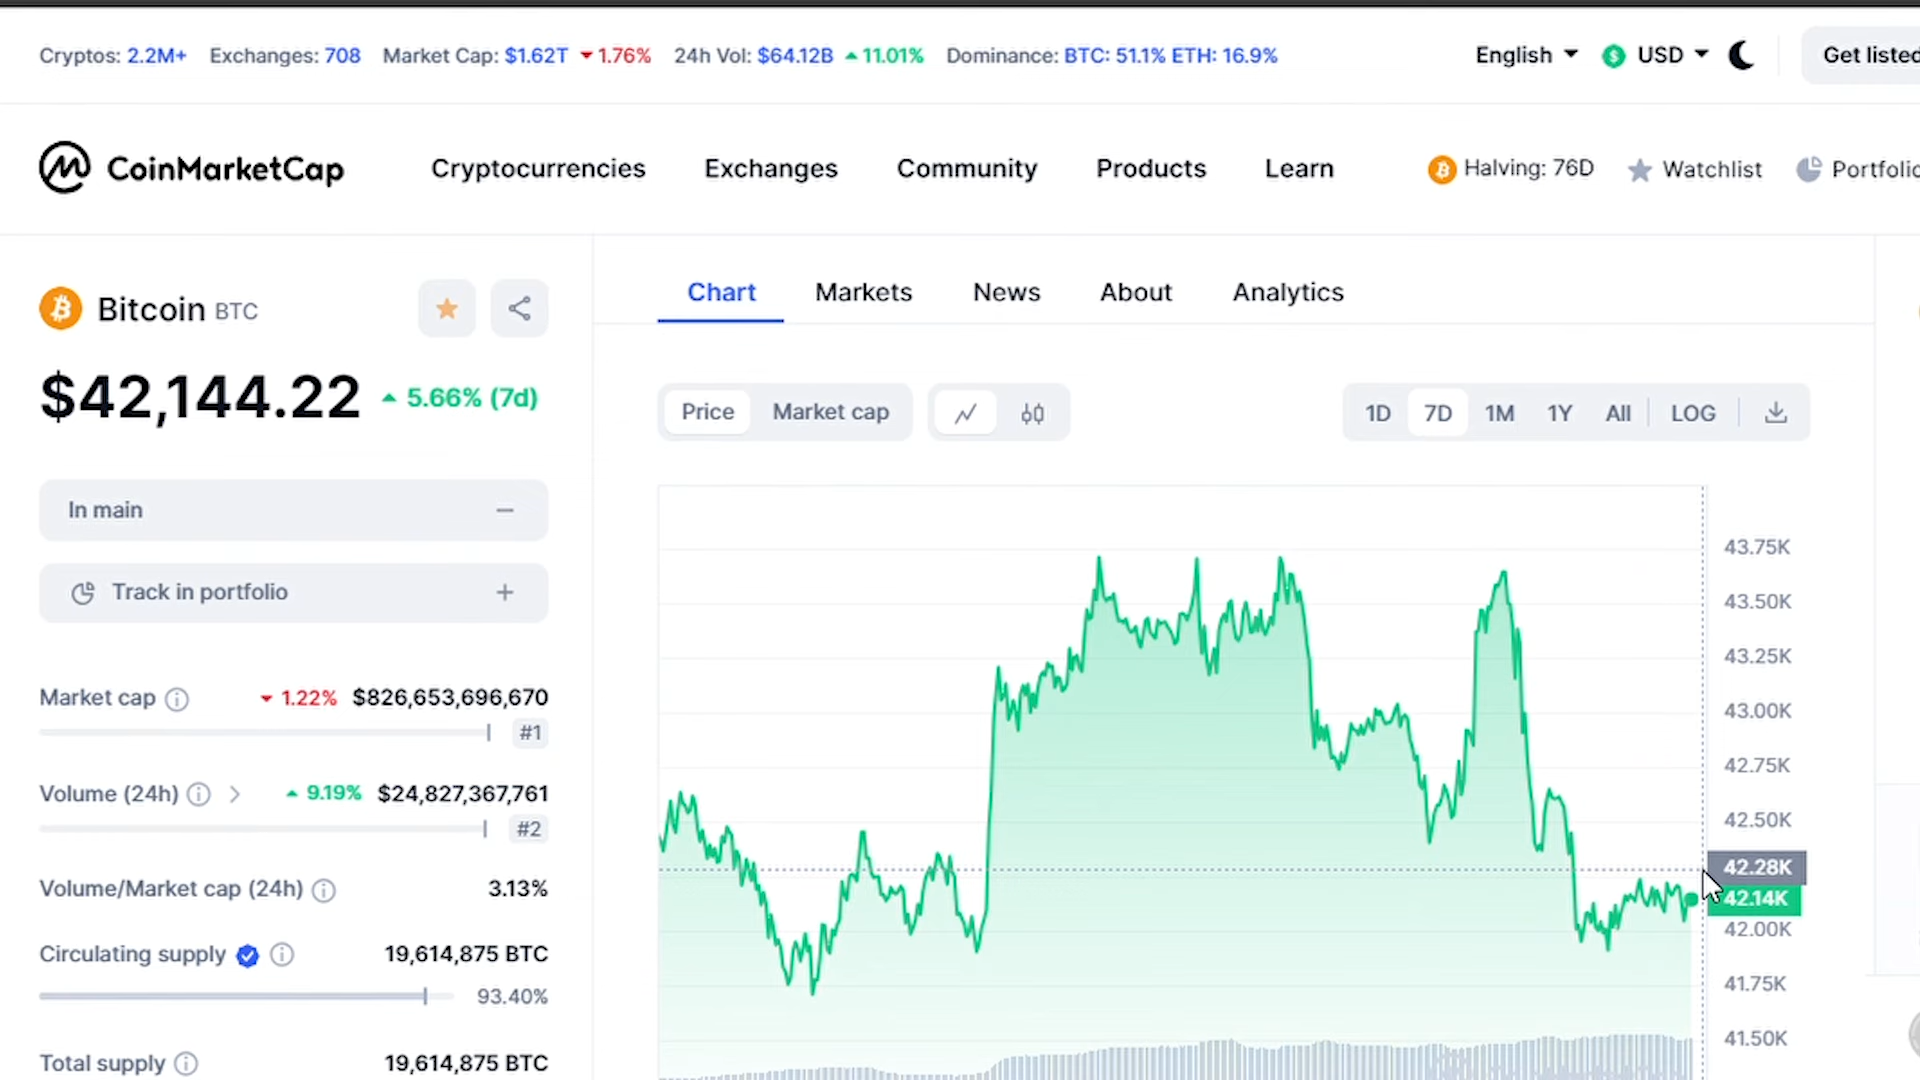 Cryptos: 2.2M+ Exchanges: 708 Market Cap: $1.62T 1.76% 24h Vol: $64.12B 11.01% Dominance: BTC: 51.1% ETH: 16.9% English USD Get listed
CoinMarketCap Cryptocurrencies Exchanges Community Products Learn Halving: 76D Watchlist Portfolio
Bitcoin BTC
$42,144.22 5.66% (7d)
In main
Track in portfolio
Market cap 1.22% $826,653,696,670
#1
Volume (24h) 9.19% $24,827,367,761
#2
Volume/Market cap (24h) 3.13%
Circulating supply 19,614,875 BTC
93.40%
Total supply 19,614,875 BTC
Chart Markets News About Analytics
Price Market cap 1D 7D 1M 1Y All LOG
43.75K
43.50K
43.25K
43.00K
42.75K
42.50K
42.28K
42.14K
42.00K
41.75K
41.50K